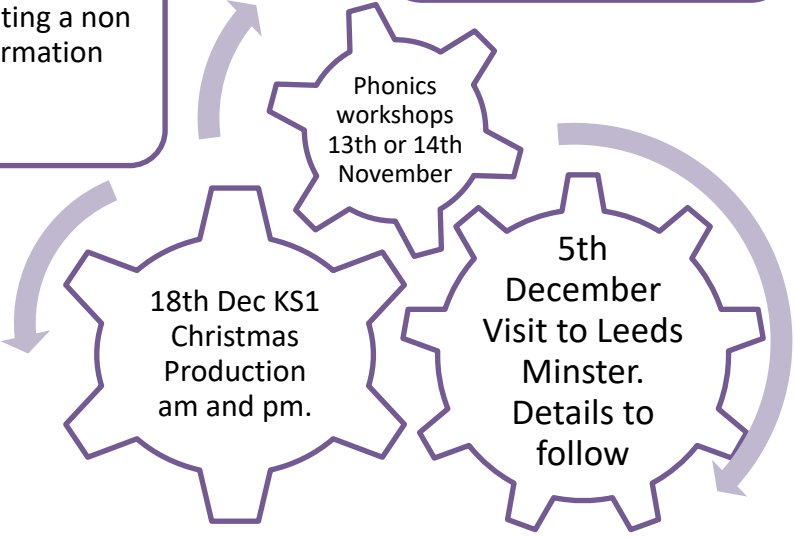 ting a non
rmation
Phonics
workshops
13th or 14th
November
18th Dec KS1
Christmas
Production
am and pm.
5th
December
Visit to Leeds
Minster.
Details to
follow